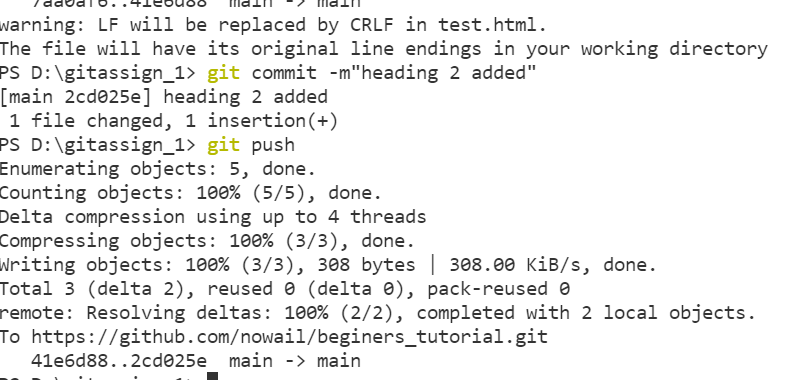 7aa0af6..41e6d88  main -> main
warning: LF will be replaced by CRLF in test.html.
The file will have its original line endings in your working directory
PS D:\gitassign_1> git commit -m"heading 2 added"
[main 2cd025e] heading 2 added
 1 file changed, 1 insertion(+)
PS D:\gitassign_1> git push
Enumerating objects: 5, done.
Counting objects: 100% (5/5), done.
Delta compression using up to 4 threads
Compressing objects: 100% (3/3), done.
Writing objects: 100% (3/3), 308 bytes | 308.00 KiB/s, done.
Total 3 (delta 2), reused 0 (delta 0), pack-reused 0
remote: Resolving deltas: 100% (2/2), completed with 2 local objects.
To https://github.com/nowail/beginers_tutorial.git
   41e6d88..2cd025e  main -> main
PS D:\gitassign_1>